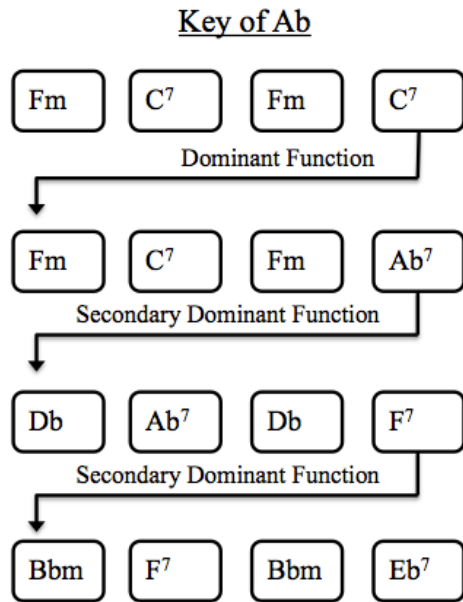 Key of Ab
Fm C⁷ Fm C⁷
Dominant Function
Fm C⁷ Fm Ab⁷
Secondary Dominant Function
Db Ab⁷ Db F⁷
Secondary Dominant Function
Bbm F⁷ Bbm Eb⁷